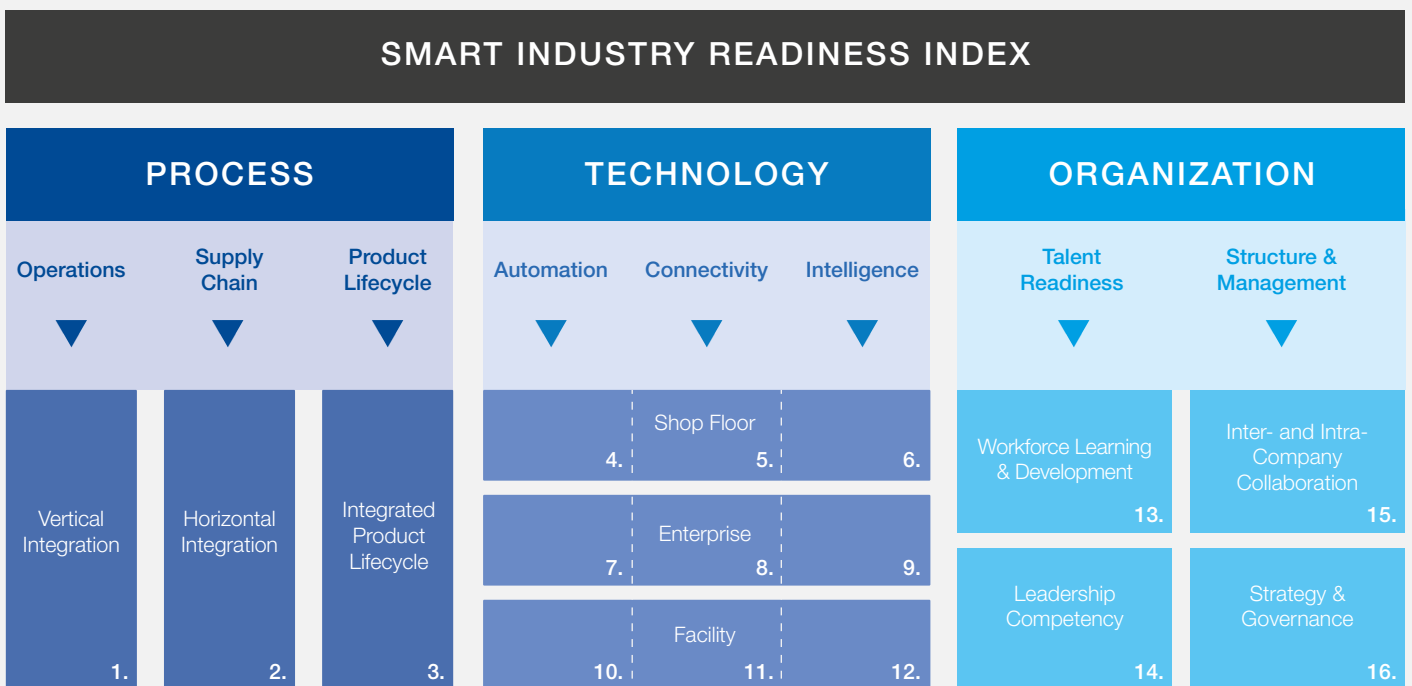 SMART INDUSTRY READINESS INDEX
PROCESS
Operations
Supply
Chain
Product
Lifecycle
Vertical
Integration
1.
Horizontal
Integration
2.
Integrated
Product
Lifecycle
3.
TECHNOLOGY
Automation
Connectivity
Intelligence
Shop Floor
4.
5.
6.
Enterprise
7.
8.
9.
Facility
10.
11.
12.
ORGANIZATION
Talent
Readiness
Structure &
Management
Workforce Learning
& Development
13.
Inter- and Intra-
Company
Collaboration
15.
Leadership
Competency
14.
Strategy &
Governance
16.